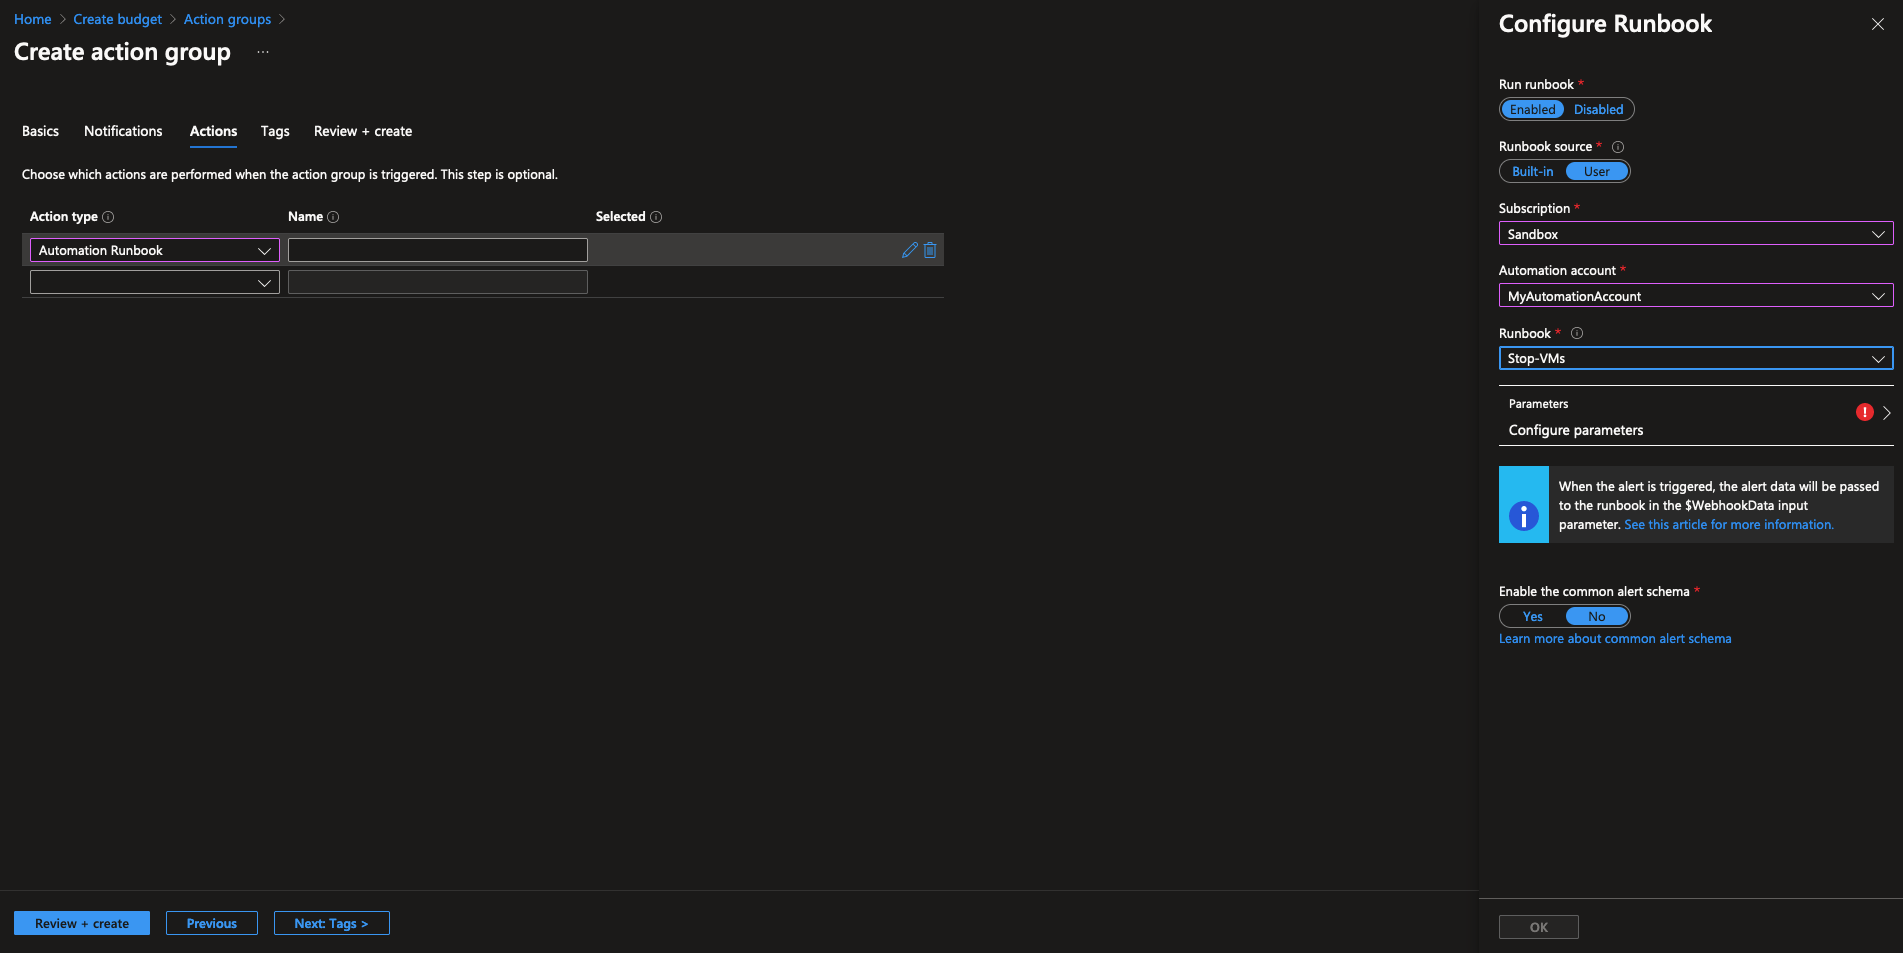 Home > Create budget > Action groups >
Create action group ...
Basics Notifications Actions Tags Review + create
Choose which actions are performed when the action group is triggered. This step is optional.
Action type Name Selected
Automation Runbook
Review + create Previous Next: Tags >
Configure Runbook
Run runbook *
Enabled Disabled
Runbook source *
Built-in User
Subscription *
Sandbox
Automation account *
MyAutomationAccount
Runbook *
Stop-VMs
Parameters
Configure parameters
When the alert is triggered, the alert data will be passed
to the runbook in the $WebhookData input
parameter. See this article for more information.
Enable the common alert schema *
Yes No
Learn more about common alert schema
OK